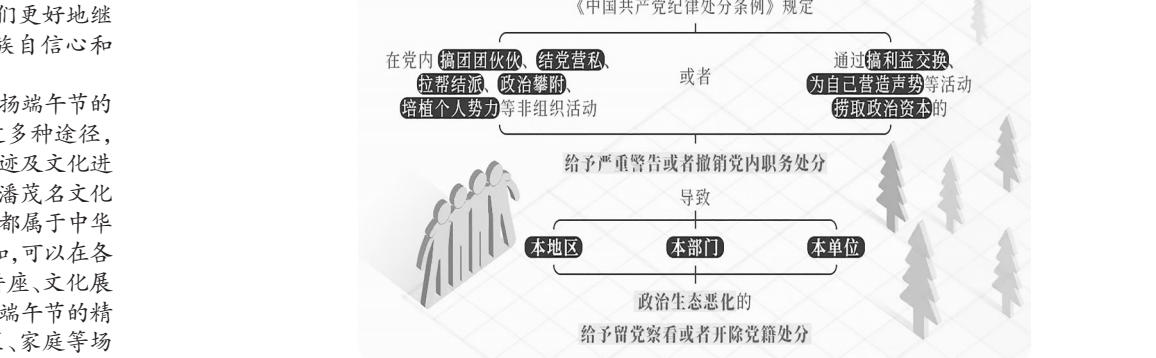 们更好地继
族自信心和
扬端午节的
过多种途径,
迹及文化进
潘茂名文化
都属于中华
如,可以在各
座、文化展
端午节的精
、家庭等场
《中国共产党纪律处分条例》规定
在党内 搞团团伙伙、结党营私、
拉帮结派、政治攀附、
培植个人势力等非组织活动
或者
通过搞利益交换、
为自己营造声势等活动
捞取政治资本的
给予严重警告或者撤销党内职务处分
导致
本地区 本部门 本单位
政治生态恶化的
给予留党察看或者开除党籍处分